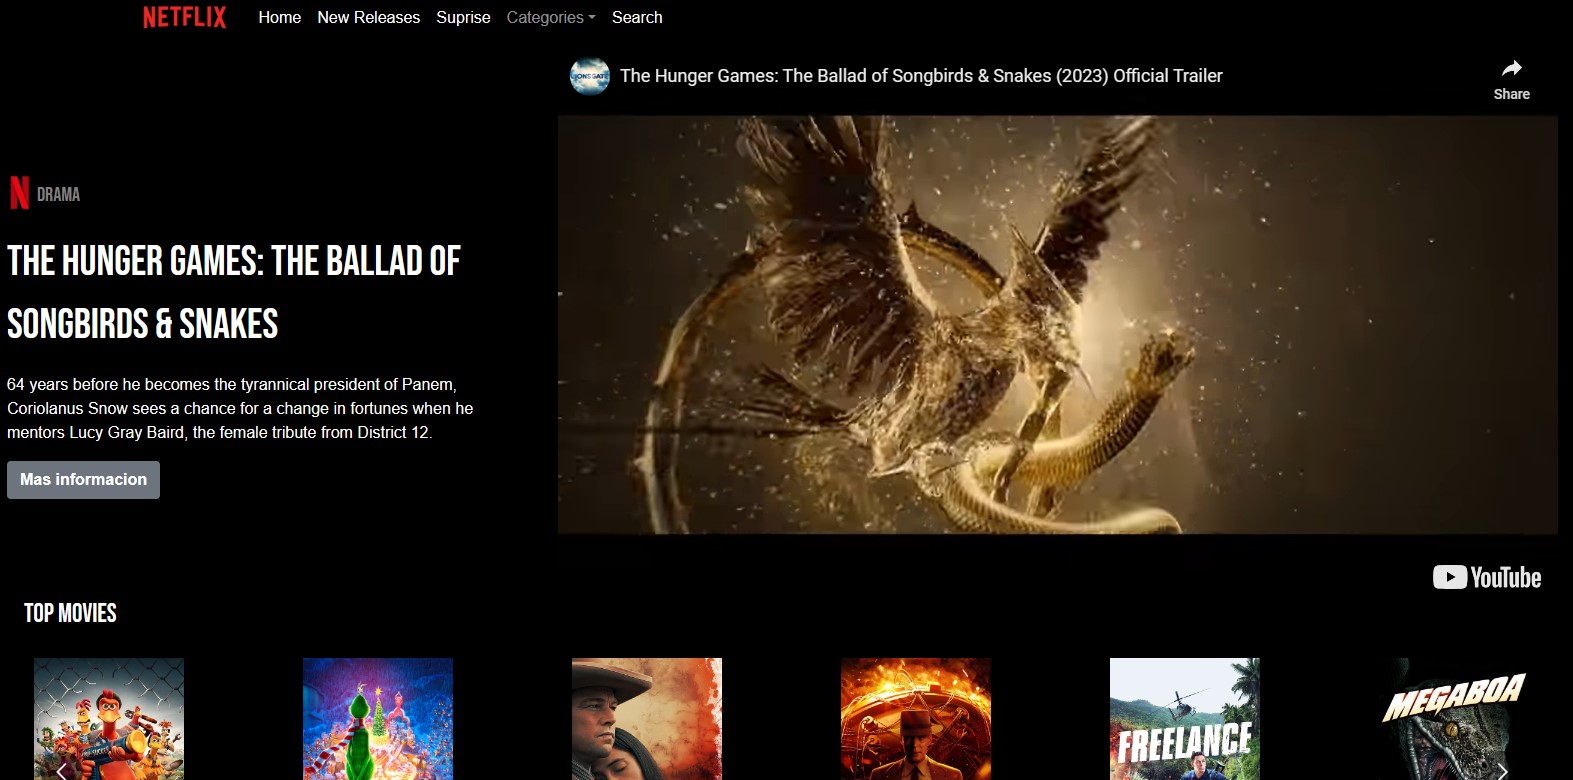 NETFLIX Home New Releases Suprise Categories Search
LIONSGATE The Hunger Games: The Ballad of Songbirds & Snakes (2023) Official Trailer
Share
N DRAMA
THE HUNGER GAMES: THE BALLAD OF
SONGBIRDS & SNAKES
64 years before he becomes the tyrannical president of Panem,
Coriolanus Snow sees a chance for a change in fortunes when he
mentors Lucy Gray Baird, the female tribute from District 12.
Mas informacion
YouTube
TOP MOVIES
FREELANCE
MEGABOA